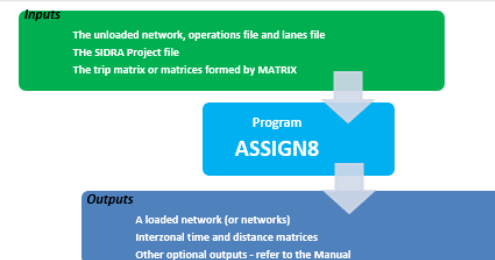 Inputs
The unloaded network, operations file and lanes file
THe SIDRA Project file
The trip matrix or matrices formed by MATRIX
Program
ASSIGN8
Outputs
A loaded network (or networks)
Interzonal time and distance matrices
Other optional outputs - refer to the Manual